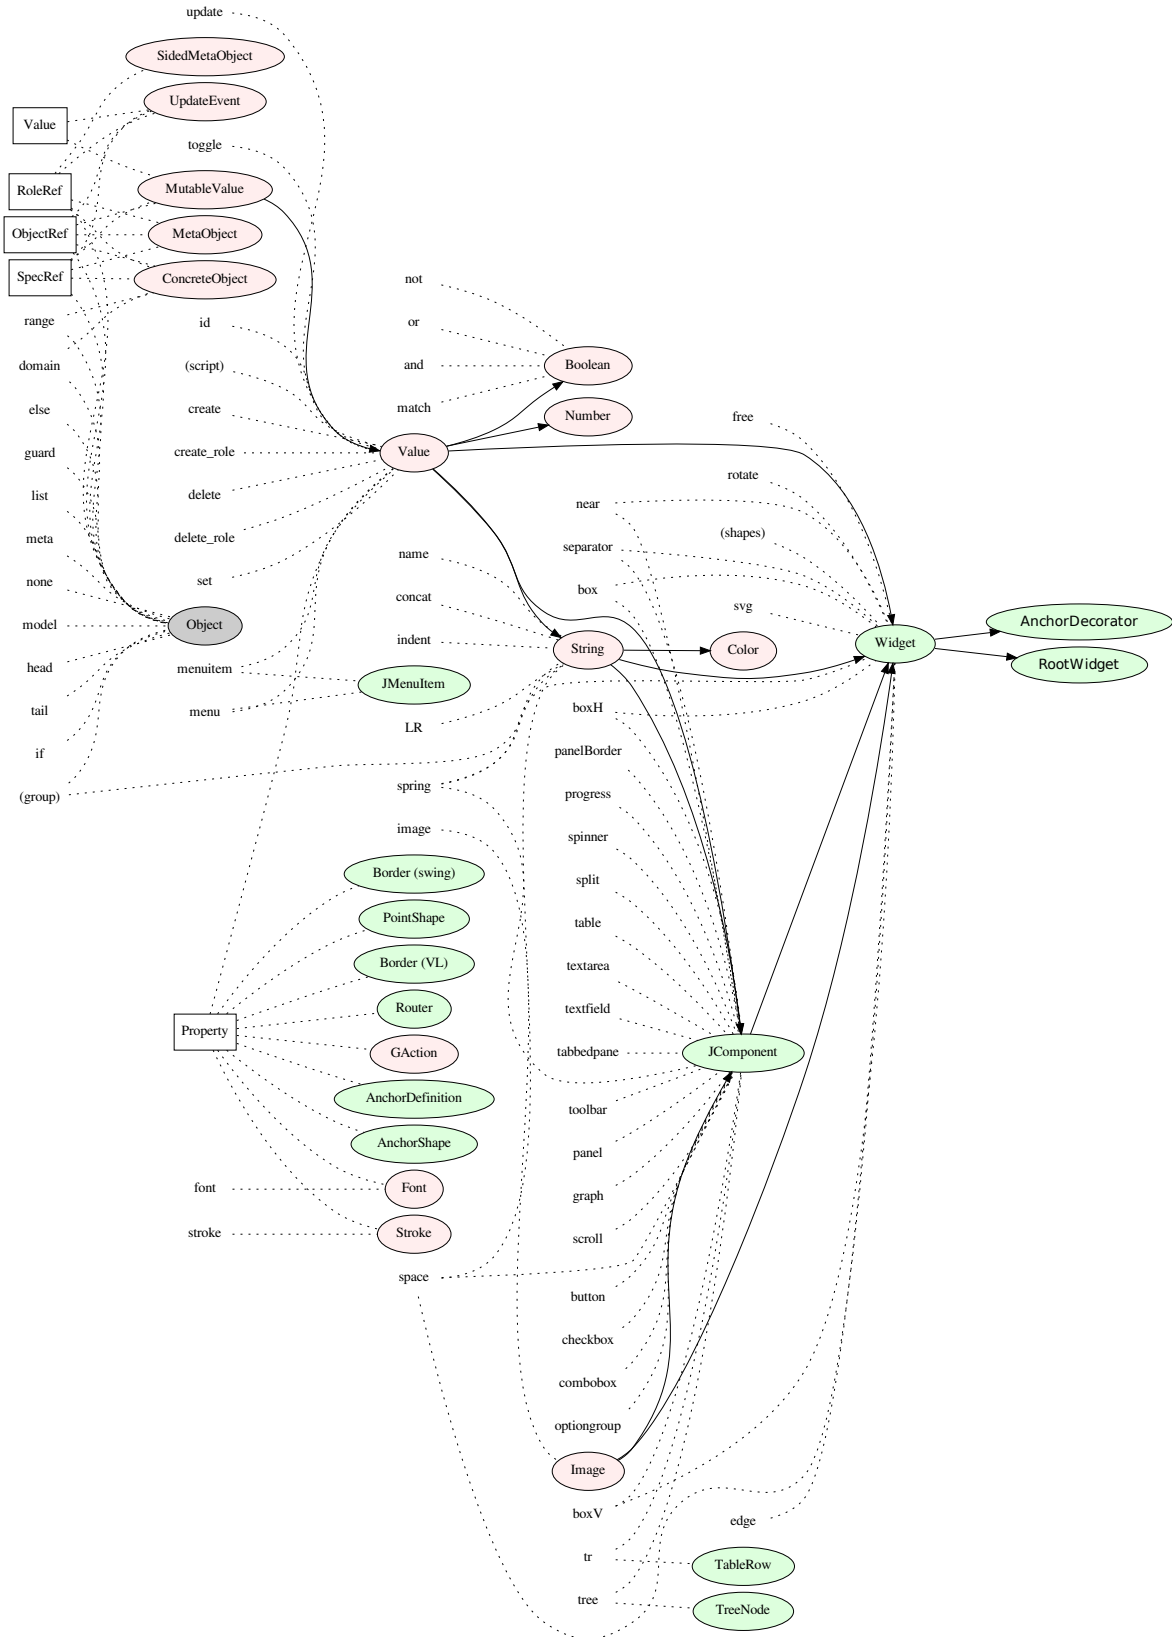 update
SidedMetaObject
UpdateEvent
Value
toggle
RoleRef
MutableValue
ObjectRef
MetaObject
SpecRef
ConcreteObject
not
range
id
or
domain
(script)
and
Boolean
else
create
match
Number
free
guard
create_role
Value
list
delete
near
rotate
meta
delete_role
separator
(shapes)
none
set
name
box
svg
concat
model
Object
indent
String
Color
Widget
AnchorDecorator
RootWidget
head
menuitem
JMenuItem
tail
menu
LR
boxH
if
panelBorder
(group)
spring
progress
image
spinner
Border (swing)
split
PointShape
table
Border (VL)
textarea
Router
textfield
Property
GAction
tabbedpane
JComponent
AnchorDefinition
toolbar
AnchorShape
panel
font
Font
graph
stroke
Stroke
scroll
space
button
checkbox
combobox
optiongroup
Image
boxV
edge
tr
TableRow
tree
TreeNode